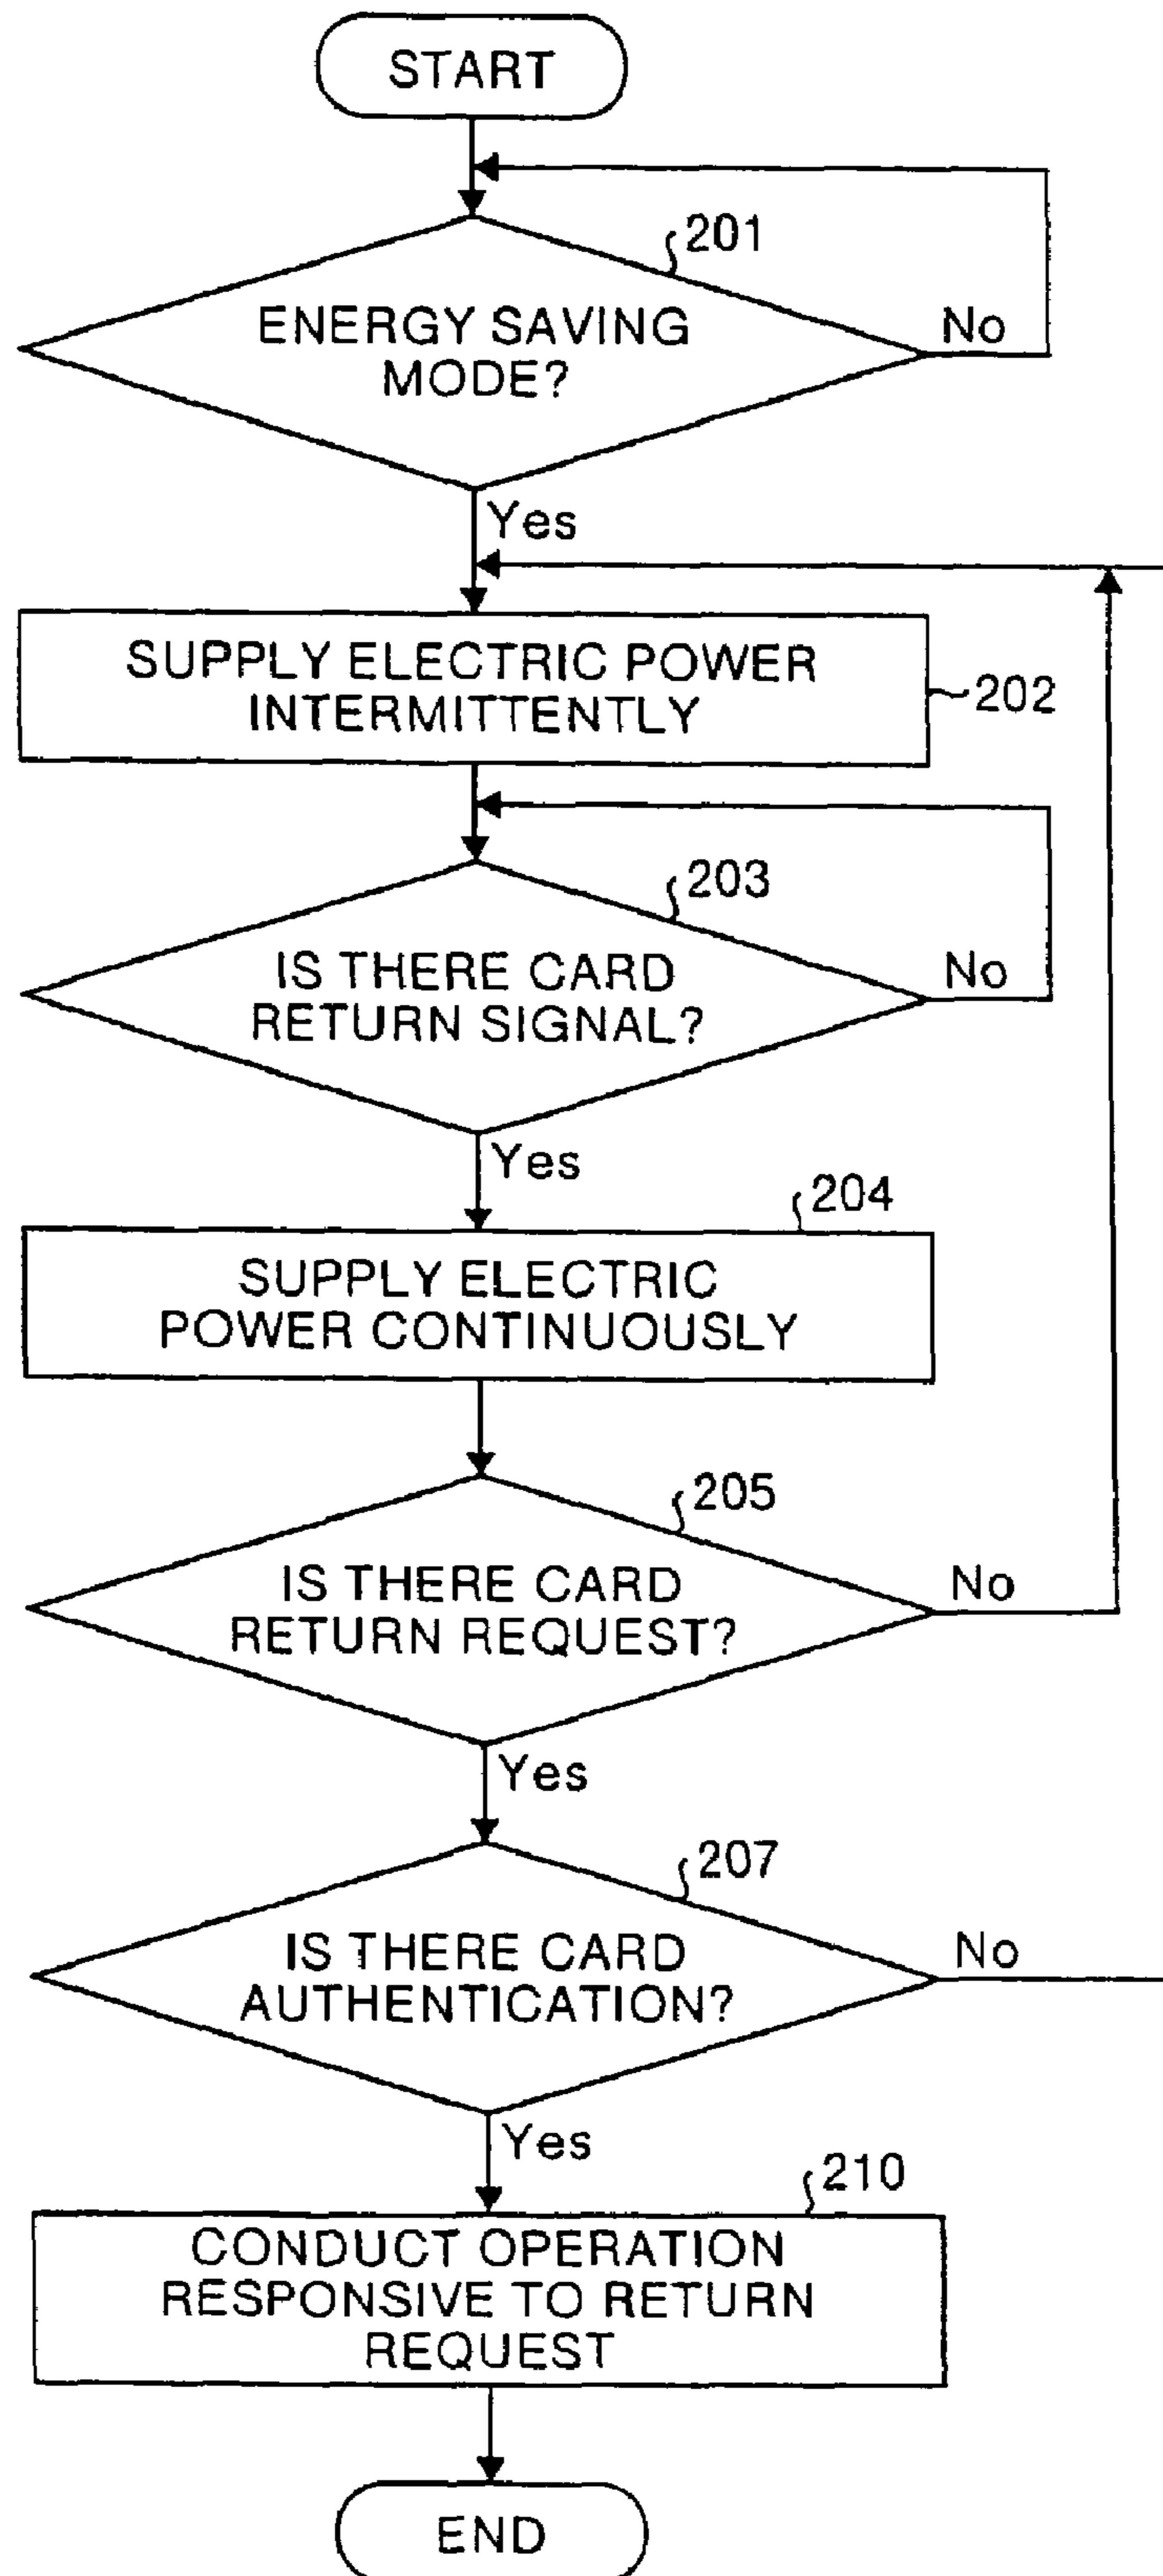 START
201
ENERGY SAVING
MODE?
No
Yes
SUPPLY ELECTRIC POWER
INTERMITTENTLY
202
203
IS THERE CARD
RETURN SIGNAL?
No
Yes
204
SUPPLY ELECTRIC
POWER CONTINUOUSLY
205
IS THERE CARD
RETURN REQUEST?
No
Yes
207
IS THERE CARD
AUTHENTICATION?
No
Yes
210
CONDUCT OPERATION
RESPONSIVE TO RETURN
REQUEST
END